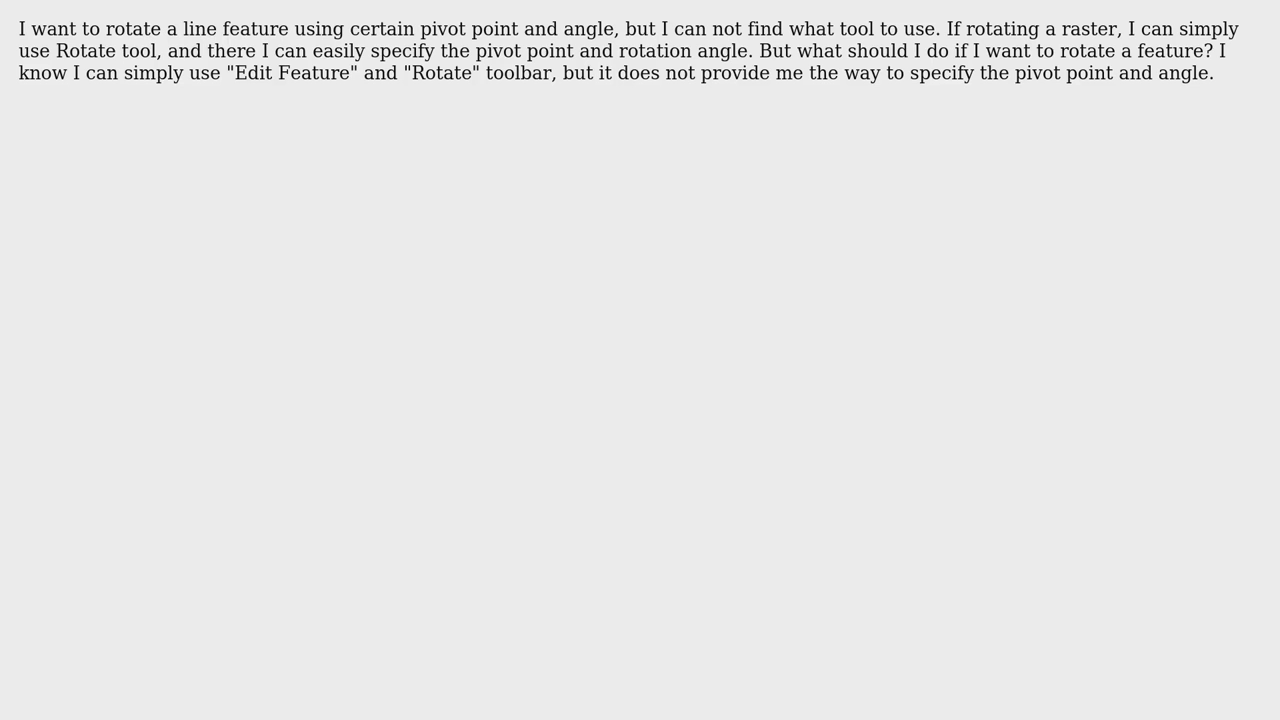 I want to rotate a line feature using certain pivot point and angle, but I can not find what tool to use. If rotating a raster, I can simply
use Rotate tool, and there I can easily specify the pivot point and rotation angle. But what should I do if I want to rotate a feature? I
know I can simply use "Edit Feature" and "Rotate" toolbar, but it does not provide me the way to specify the pivot point and angle.